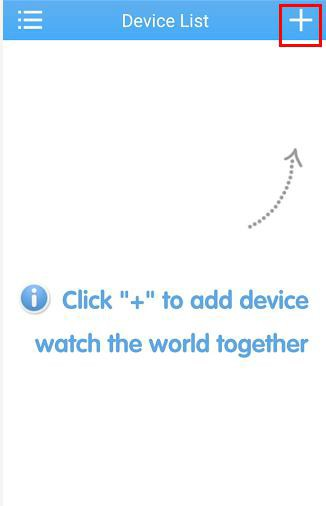 Device List
Click "+" to add device
watch the world together